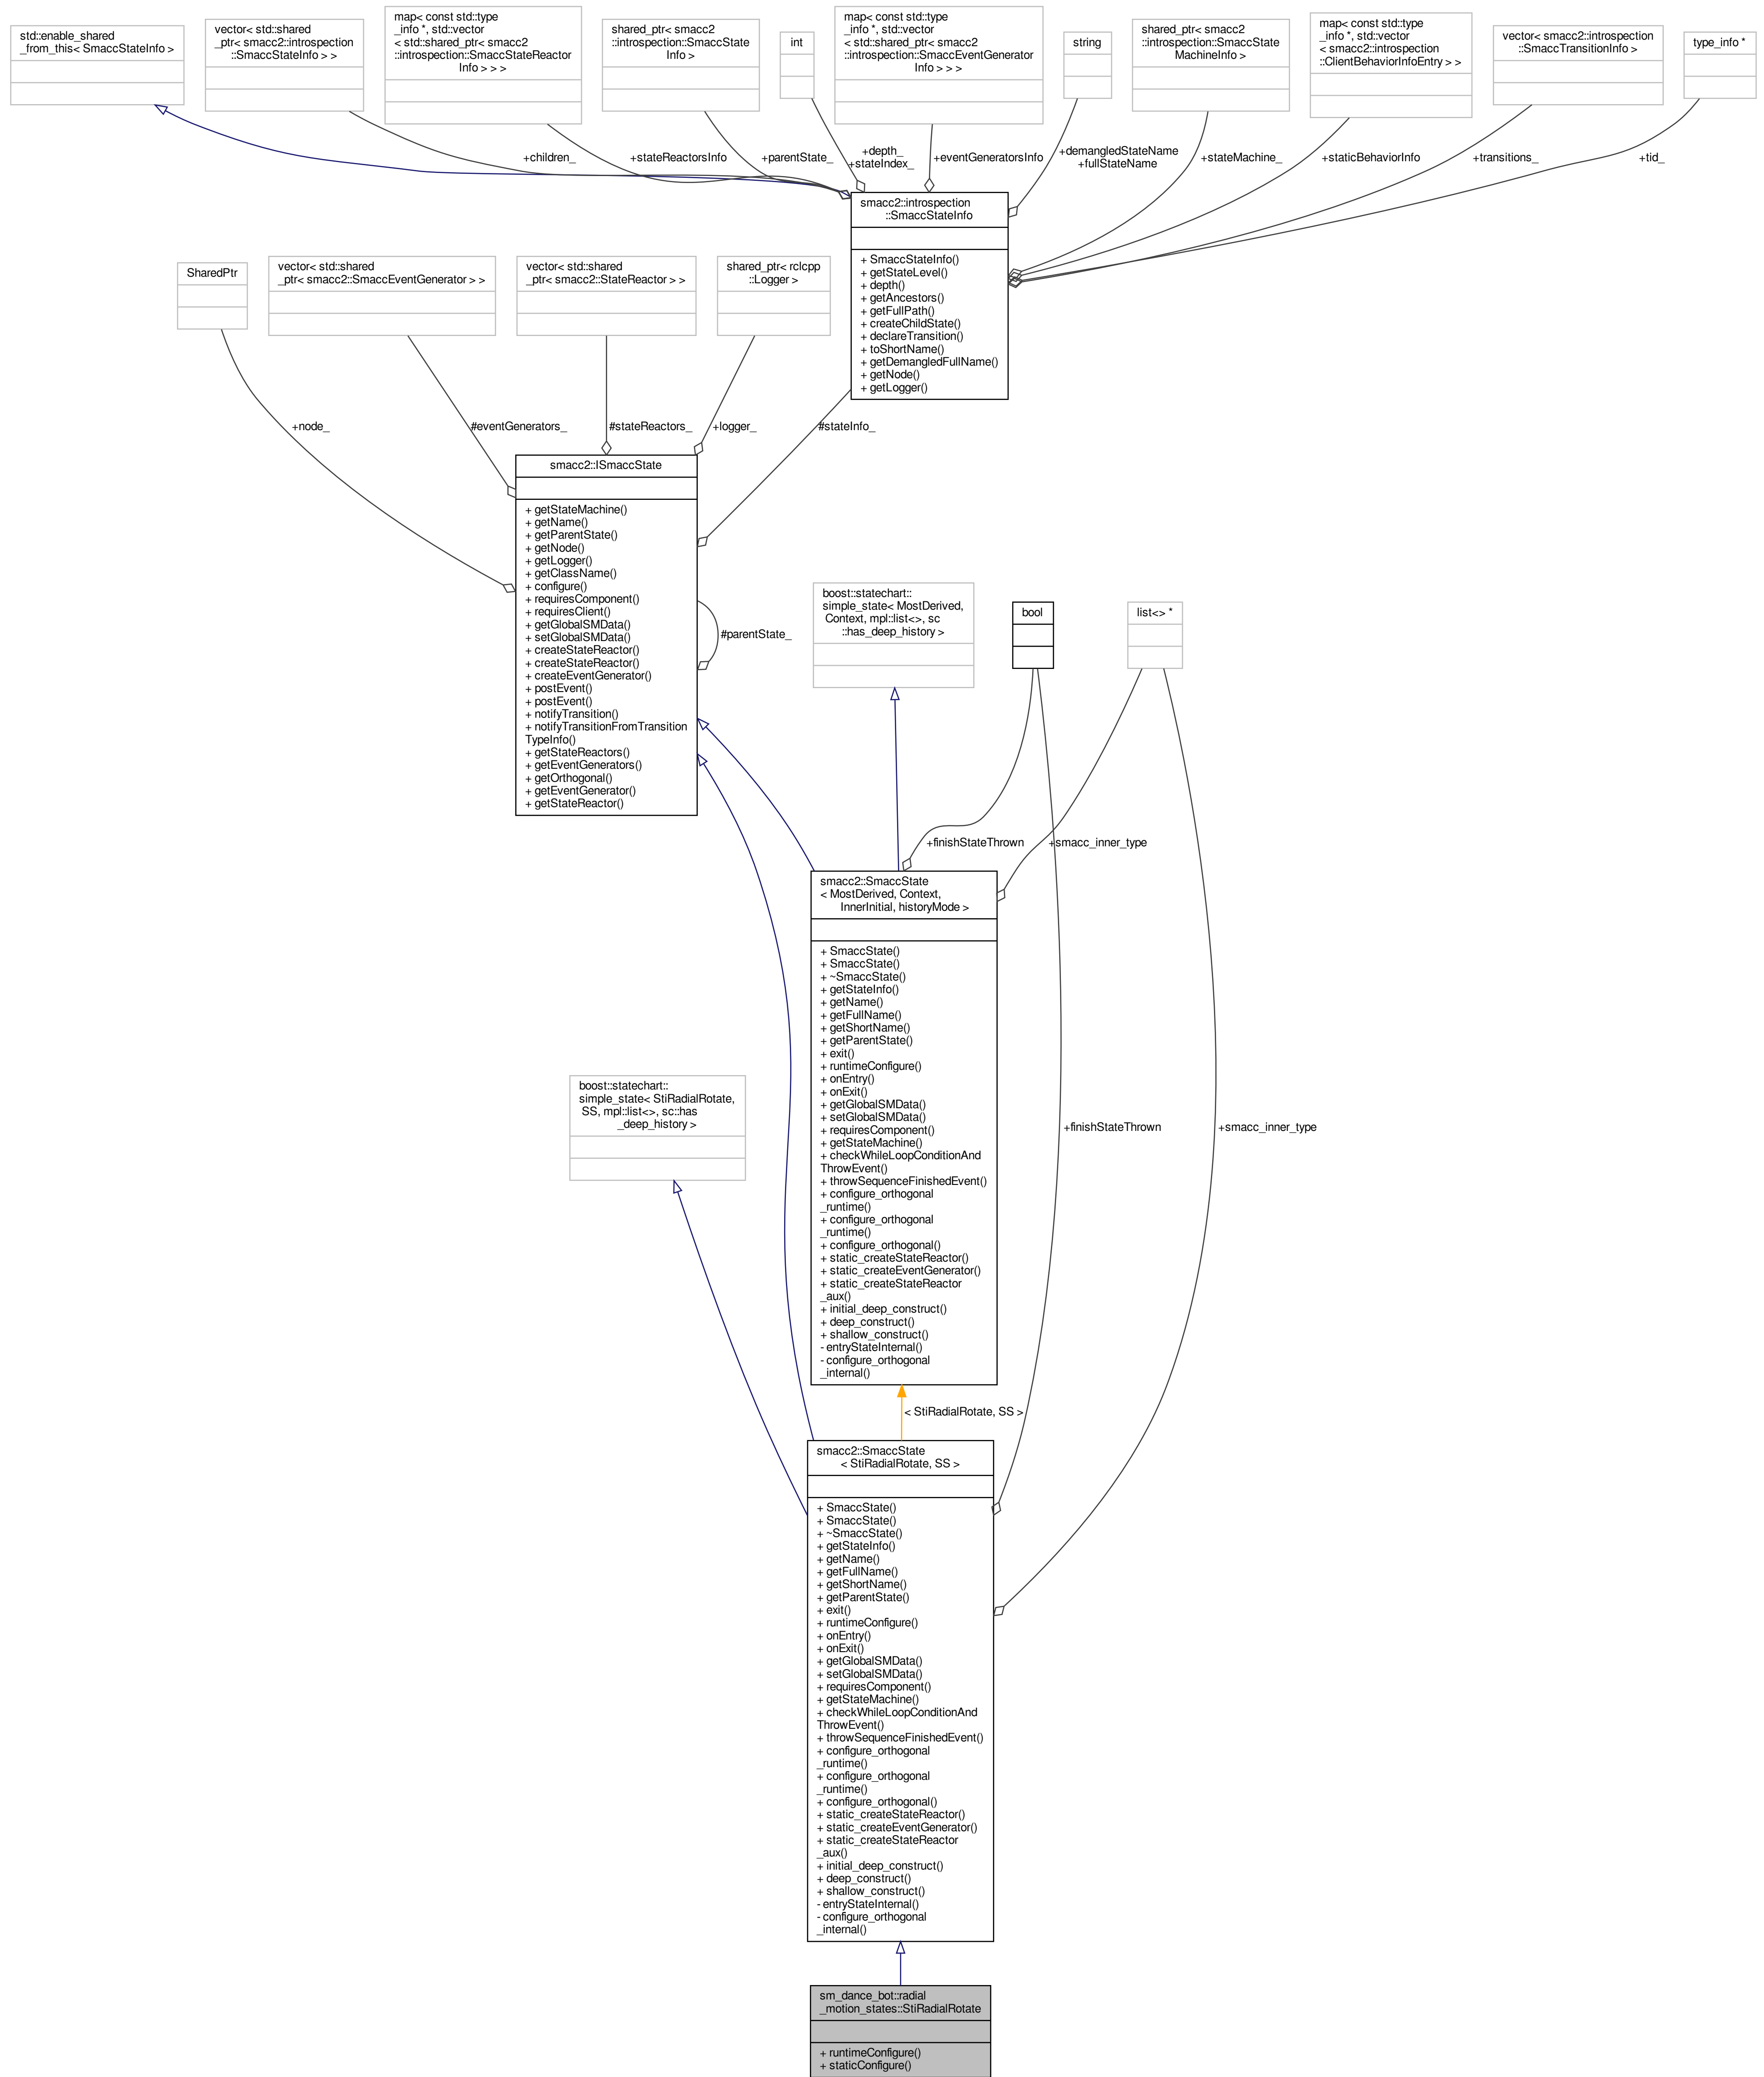 std::enable_shared
_from_this< SmaccStateInfo >
vector< std::shared
_ptr< smacc2::introspection
::SmaccStateInfo > >
map< const std::type
_info *, std::vector
< std::shared_ptr< smacc2
::introspection::SmaccStateReactor
Info > > >
shared_ptr< smacc2
::introspection::SmaccState
Info >
int
map< const std::type
_info *, std::vector
< std::shared_ptr< smacc2
::introspection::SmaccEventGenerator
Info > > >
string
shared_ptr< smacc2
::introspection::SmaccState
MachineInfo >
map< const std::type
_info *, std::vector
< smacc2::introspection
::ClientBehaviorInfoEntry > >
vector< smacc2::introspection
::SmaccTransitionInfo >
type_info *
+children_
+stateReactorsInfo
+parentState_
+depth_
+stateIndex_
+eventGeneratorsInfo
+demangledStateName
+fullStateName
+stateMachine_
+staticBehaviorInfo
+transitions_
+tid_
smacc2::introspection
::SmaccStateInfo
+ SmaccStateInfo()
+ getStateLevel()
+ depth()
+ getAncestors()
+ getFullPath()
+ createChildState()
+ declareTransition()
+ toShortName()
+ getDemangledFullName()
+ getNode()
+ getLogger()
SharedPtr
vector< std::shared
_ptr< smacc2::SmaccEventGenerator > >
vector< std::shared
_ptr< smacc2::StateReactor > >
shared_ptr< rclcpp
::Logger >
+node_
#eventGenerators_
#stateReactors_
+logger_
#stateInfo_
smacc2::ISmaccState
+ getStateMachine()
+ getName()
+ getParentState()
+ getNode()
+ getLogger()
+ getClassName()
+ configure()
+ requiresComponent()
+ requiresClient()
+ getGlobalSMData()
+ setGlobalSMData()
+ createStateReactor()
+ createStateReactor()
+ createEventGenerator()
+ postEvent()
+ postEvent()
+ notifyTransition()
+ notifyTransitionFromTransition
TypeInfo()
+ getStateReactors()
+ getEventGenerators()
+ getOrthogonal()
+ getEventGenerator()
+ getStateReactor()
#parentState_
boost::statechart::
simple_state< MostDerived,
Context, mpl::list<>, sc
::has_deep_history >
bool
list<> *
+finishStateThrown
+smacc_inner_type
smacc2::SmaccState
< MostDerived, Context,
InnerInitial, historyMode >
+ SmaccState()
+ SmaccState()
+ ~SmaccState()
+ getStateInfo()
+ getName()
+ getFullName()
+ getShortName()
+ getParentState()
+ exit()
+ runtimeConfigure()
+ onEntry()
+ onExit()
+ getGlobalSMData()
+ setGlobalSMData()
+ requiresComponent()
+ getStateMachine()
+ checkWhileLoopConditionAnd
ThrowEvent()
+ throwSequenceFinishedEvent()
+ configure_orthogonal
_runtime()
+ configure_orthogonal
_runtime()
+ configure_orthogonal()
+ static_createStateReactor()
+ static_createEventGenerator()
+ static_createStateReactor
_aux()
+ initial_deep_construct()
+ deep_construct()
+ shallow_construct()
- entryStateInternal()
- configure_orthogonal
_internal()
boost::statechart::
simple_state< StiRadialRotate,
SS, mpl::list<>, sc::has
_deep_history >
+finishStateThrown
+smacc_inner_type
< StiRadialRotate, SS >
smacc2::SmaccState
< StiRadialRotate, SS >
+ SmaccState()
+ SmaccState()
+ ~SmaccState()
+ getStateInfo()
+ getName()
+ getFullName()
+ getShortName()
+ getParentState()
+ exit()
+ runtimeConfigure()
+ onEntry()
+ onExit()
+ getGlobalSMData()
+ setGlobalSMData()
+ requiresComponent()
+ getStateMachine()
+ checkWhileLoopConditionAnd
ThrowEvent()
+ throwSequenceFinishedEvent()
+ configure_orthogonal
_runtime()
+ configure_orthogonal
_runtime()
+ configure_orthogonal()
+ static_createStateReactor()
+ static_createEventGenerator()
+ static_createStateReactor
_aux()
+ initial_deep_construct()
+ deep_construct()
+ shallow_construct()
- entryStateInternal()
- configure_orthogonal
_internal()
sm_dance_bot::radial
_motion_states::StiRadialRotate
+ runtimeConfigure()
+ staticConfigure()